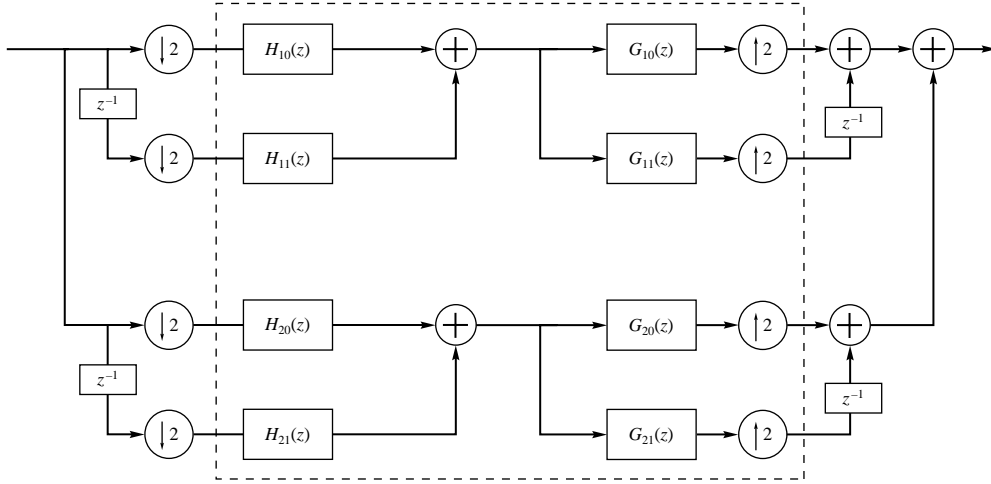 ↓2 H₁₀(z) + G₁₀(z) ↑2 + +
z⁻¹ z⁻¹
↓2 H₁₁(z) G₁₁(z) ↑2
↓2 H₂₀(z) + G₂₀(z) ↑2 +
z⁻¹ z⁻¹
↓2 H₂₁(z) G₂₁(z) ↑2